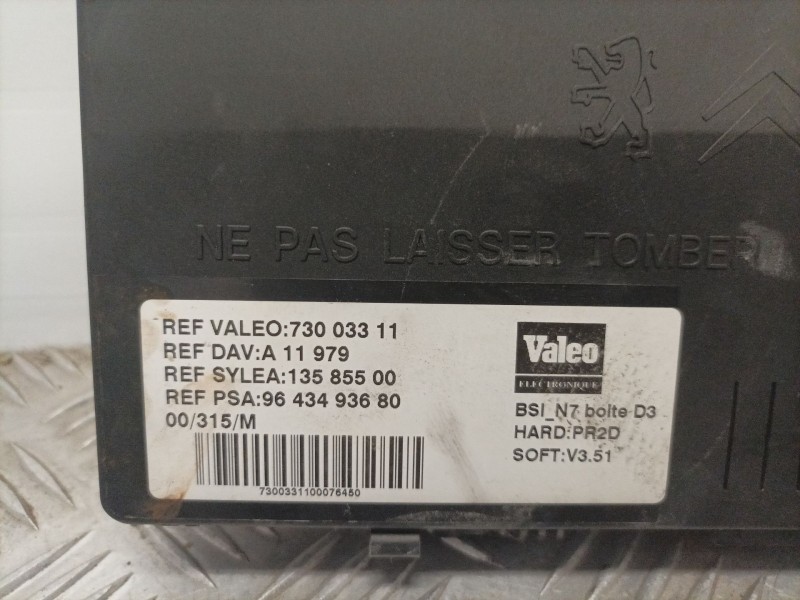 NE PAS LAISSER TOMBER
REF VALEO:730 033 11
REF DAV:A 11 979
REF SYLEA:135 855 00
REF PSA:96 434 936 80
00/315/M
7300331100076450
Valeo
ELECTRONIQUE
BSI_N7 boite D3
HARD:PR2D
SOFT:V3.51